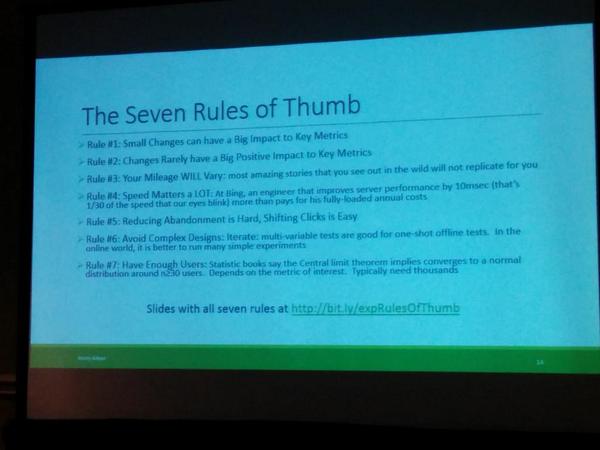 The Seven Rules of Thumb
Rule #1: Small Changes can have a Big Impact to Key Metrics
Rule #2: Changes Rarely have a Big Positive Impact to Key Metrics
Rule #3: Your Mileage WILL Vary: most amazing stories that you see out in the wild will not replicate for you
Rule #4: Speed Matters a LOT: At Bing, an engineer that improves server performance by 10msec (that's
1/30 of the speed that our eyes blink) more than pays for his fully-loaded annual costs
Rule #5: Reducing Abandonment is Hard, Shifting Clicks is Easy
Rule #6: Avoid Complex Designs: Iterate: multi-variable tests are good for one-shot offline tests. In the
online world, it is better to run many simple experiments
Rule #7: Have Enough Users: Statistic books say the Central limit theorem implies converges to a normal
distribution around n≥30 users. Depends on the metric of interest. Typically need thousands
Slides with all seven rules at http://bit.ly/expRulesOfThumb
14